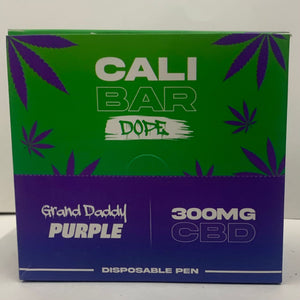 CALI
BAR
DOPE
Grand Daddy
PURPLE
300MG
CBD
DISPOSABLE PEN